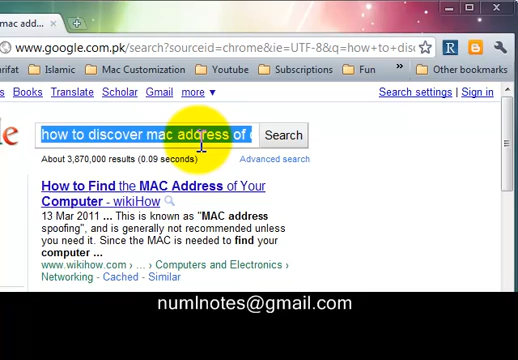 mac add...
www.google.com.pk/search?sourceid=chrome&ie=UTF-8&q=how+to+disc
arifat Islamic Mac Customization Youtube Subscriptions Fun » Other bookmarks
s Books Translate Scholar Gmail more ▼ Search settings | Sign in
gle how to discover mac address of Search
About 3,870,000 results (0.09 seconds) Advanced search
How to Find the MAC Address of Your
Computer - wikiHow
13 Mar 2011 ... This is known as "MAC address
spoofing", and is generally not recommended unless
you need it. Since the MAC is needed to find your
computer ...
www.wikihow.com › ... › Computers and Electronics ›
Networking - Cached - Similar
numlnotes@gmail.com